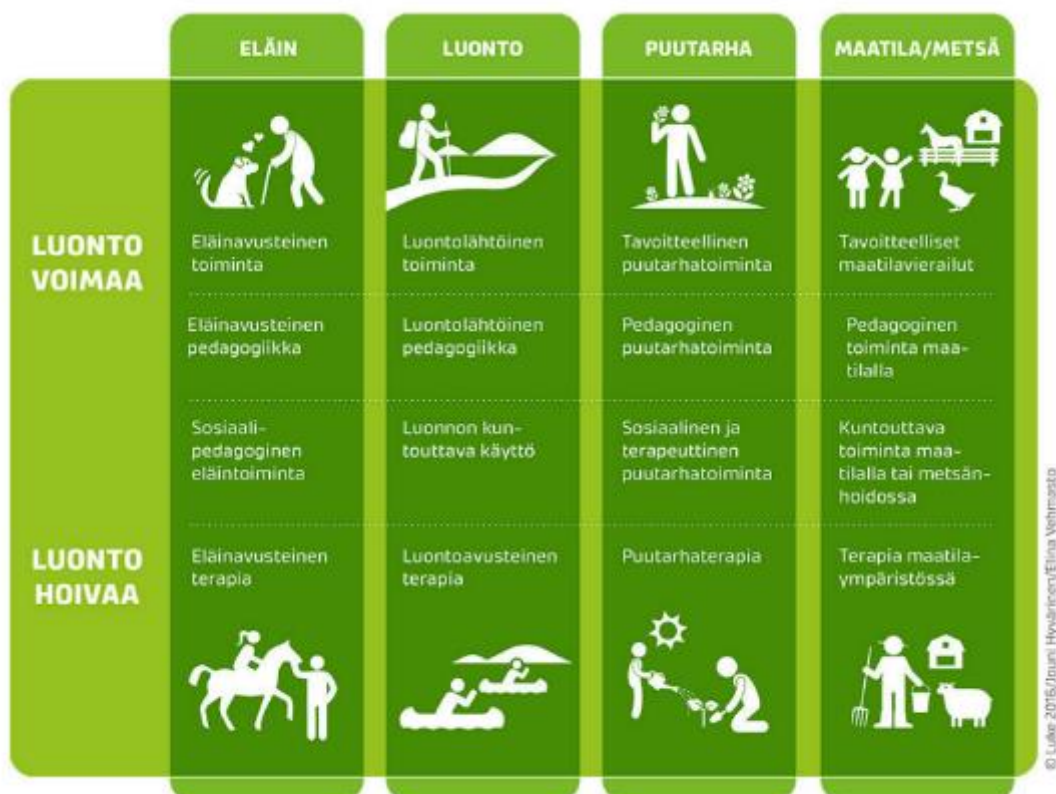 ELÄIN
LUONTO
PUUTARHA
MAATILA/METSÄ
LUONTO
VOIMAA
Eläinavusteinen
toiminta
Luontolähtöinen
toiminta
Tavoitteellinen
puutarhatoiminta
Tavoitteelliset
maatilavierailut
Eläinavusteinen
pedagogiikka
Luontolähtöinen
pedagogiikka
Pedagoginen
puutarhatoiminta
Pedagoginen
toiminta maa-
tilalla
Sosiaali-
pedagoginen
eläintoiminta
Luonnon kun-
touttava käyttö
Sosiaalinen ja
terapeuttinen
puutarhatoiminta
Kuntouttava
toiminta maa-
tilalla tai metsän-
hoidossa
LUONTO
HOIVAA
Eläinavusteinen
terapia
Luontoavusteinen
terapia
Puutarhaterapia
Terapia maatila-
ympäristössä
© Luke 2016/Jouni Hyvärinen/Elina Vehmasto